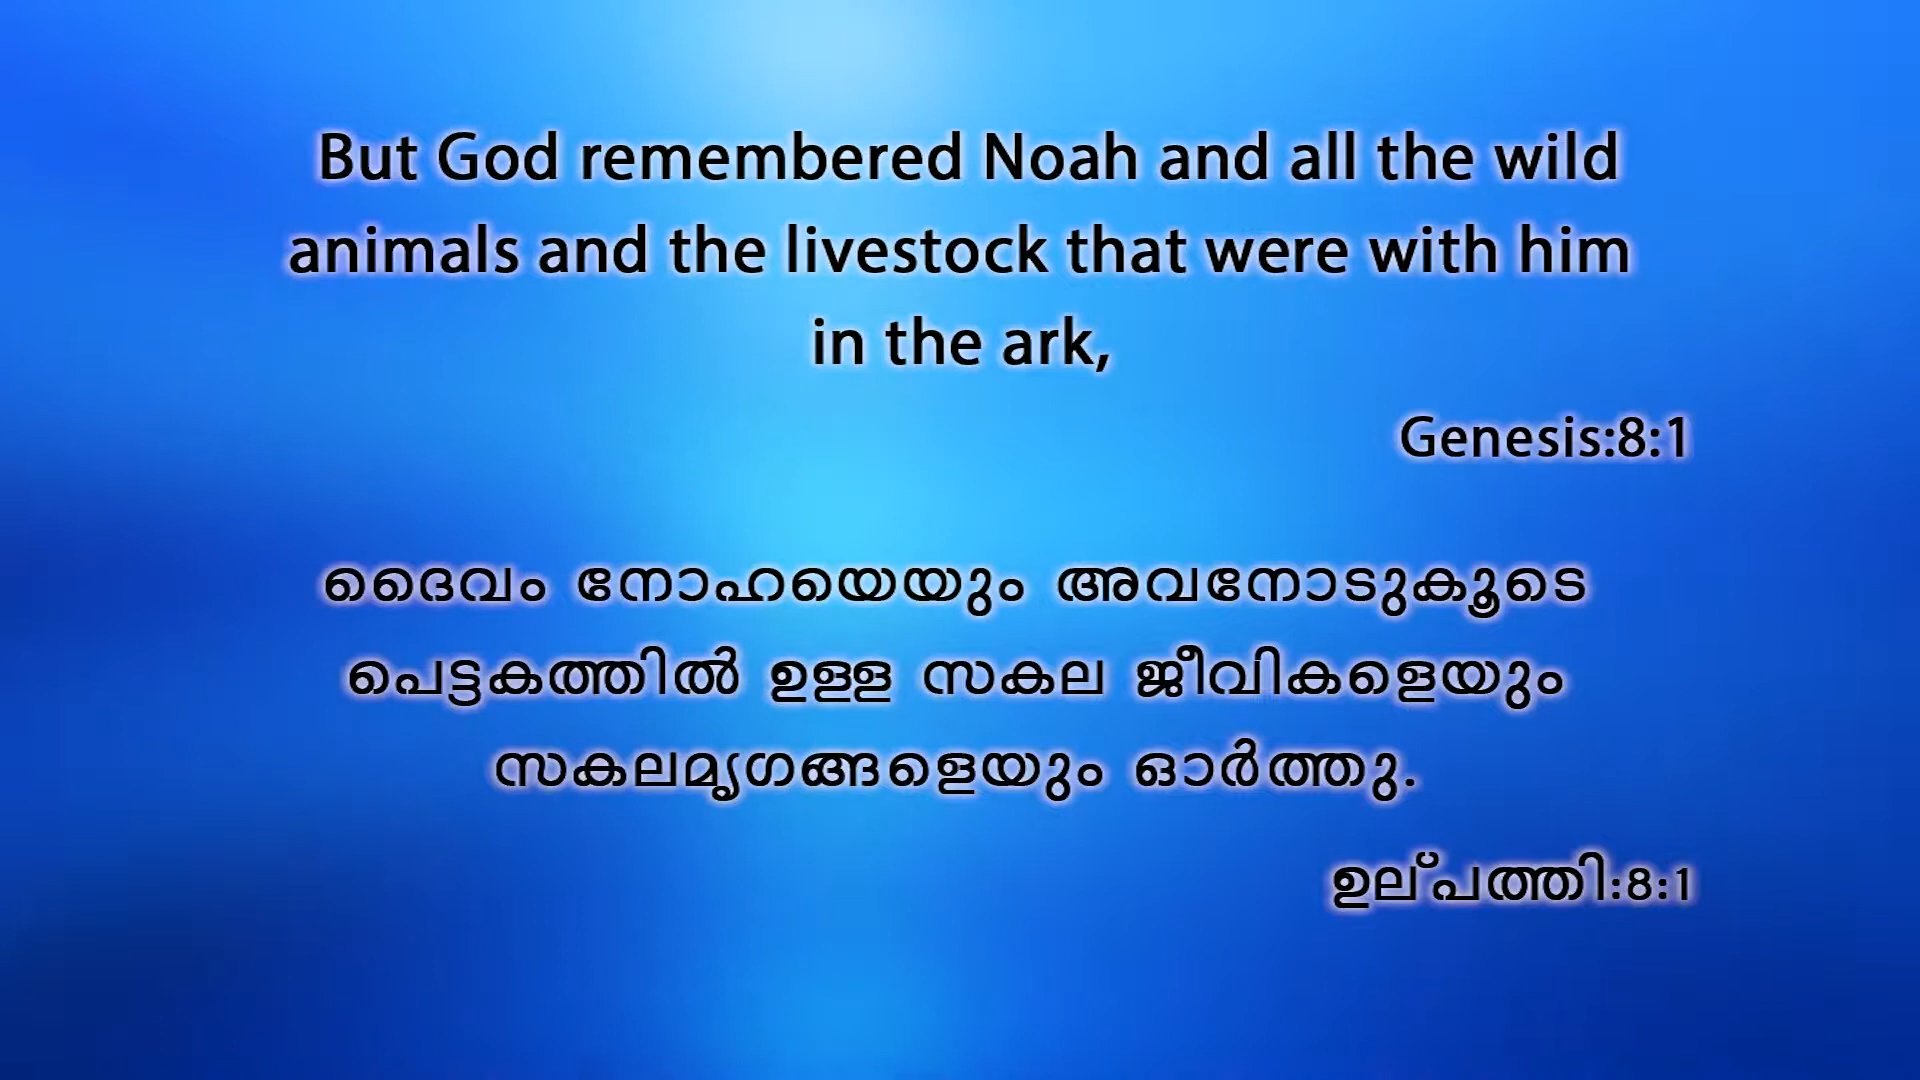 But God remembered Noah and all the wild
animals and the livestock that were with him
in the ark,
Genesis:8:1
ദൈവം നോഹയെയും അവനോടുകൂടെ
പെട്ടകത്തിൽ ഉള്ള സകല ജീവികളെയും
സകലമൃഗങ്ങളെയും ഓർത്തു.
ഉല്പത്തി:8:1